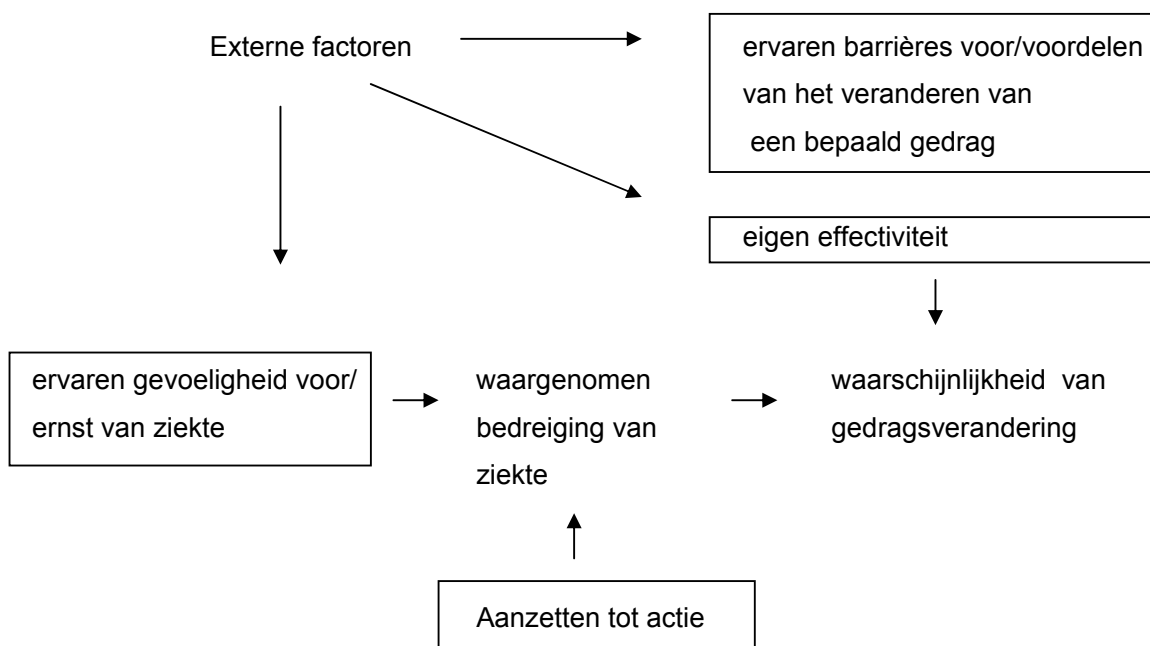 Externe factoren
ervaren barrières voor/voordelen
van het veranderen van
een bepaald gedrag
eigen effectiviteit
ervaren gevoeligheid voor/
ernst van ziekte
waargenomen
bedreiging van
ziekte
waarschijnlijkheid van
gedragsverandering
Aanzetten tot actie